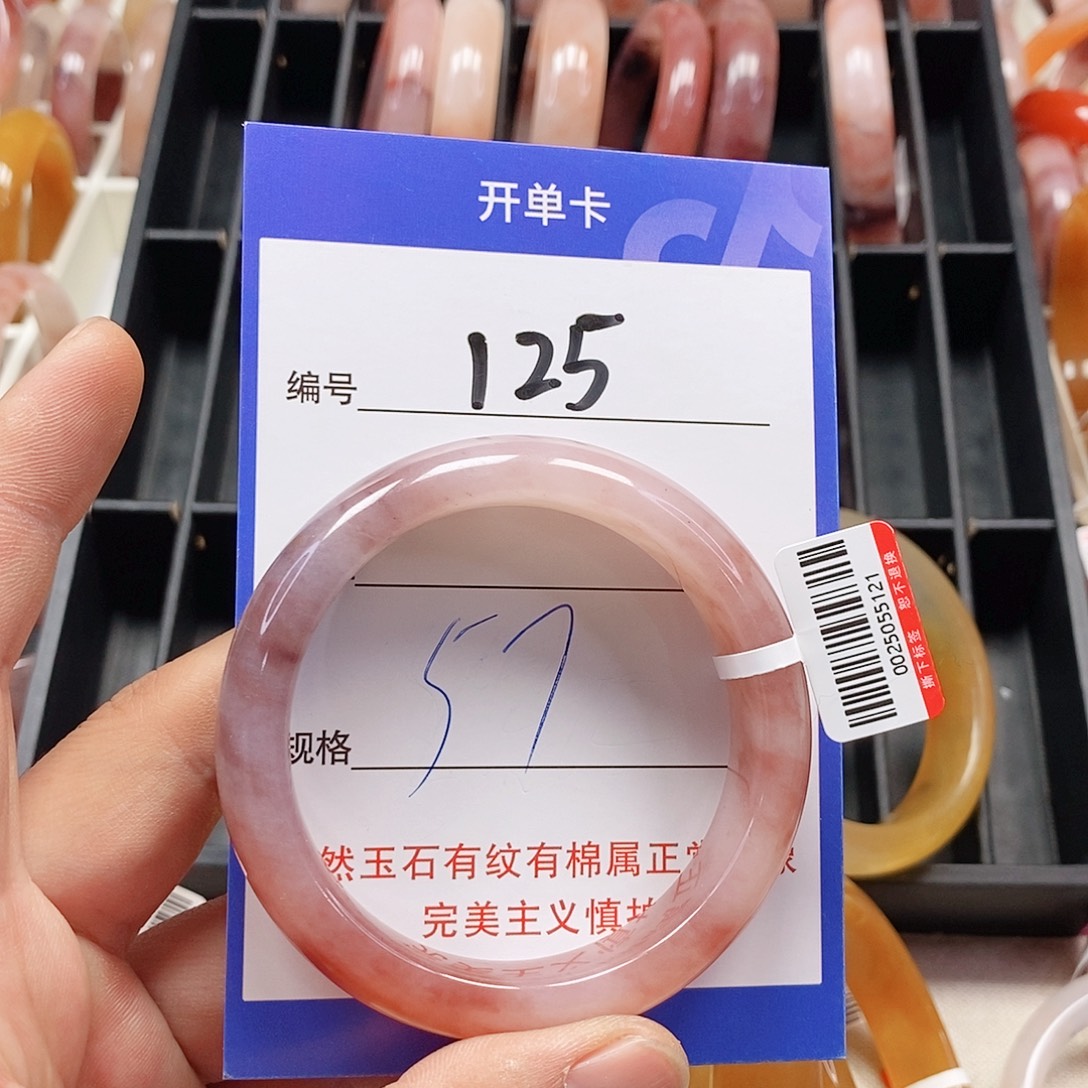 开单卡
编号 125
规格 57
然玉石有纹有棉属正常
完美主义慎拍
0025055121
撕下标签 恕不退换